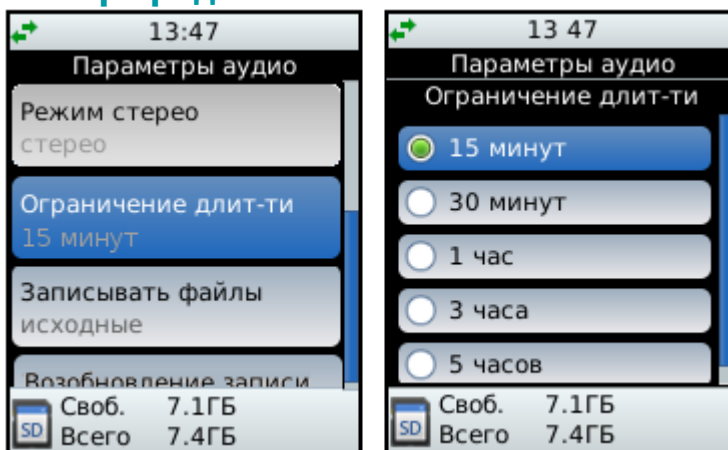 13:47
Параметры аудио
Режим стерео
стерео
Ограничение длит-ти
15 минут
Записывать файлы
исходные
Возобновление записи
SD
Своб. 7.1ГБ
Всего 7.4ГБ
13 47
Параметры аудио
Ограничение длит-ти
15 минут
30 минут
1 час
3 часа
5 часов
SD
Своб. 7.1ГБ
Всего 7.4ГБ